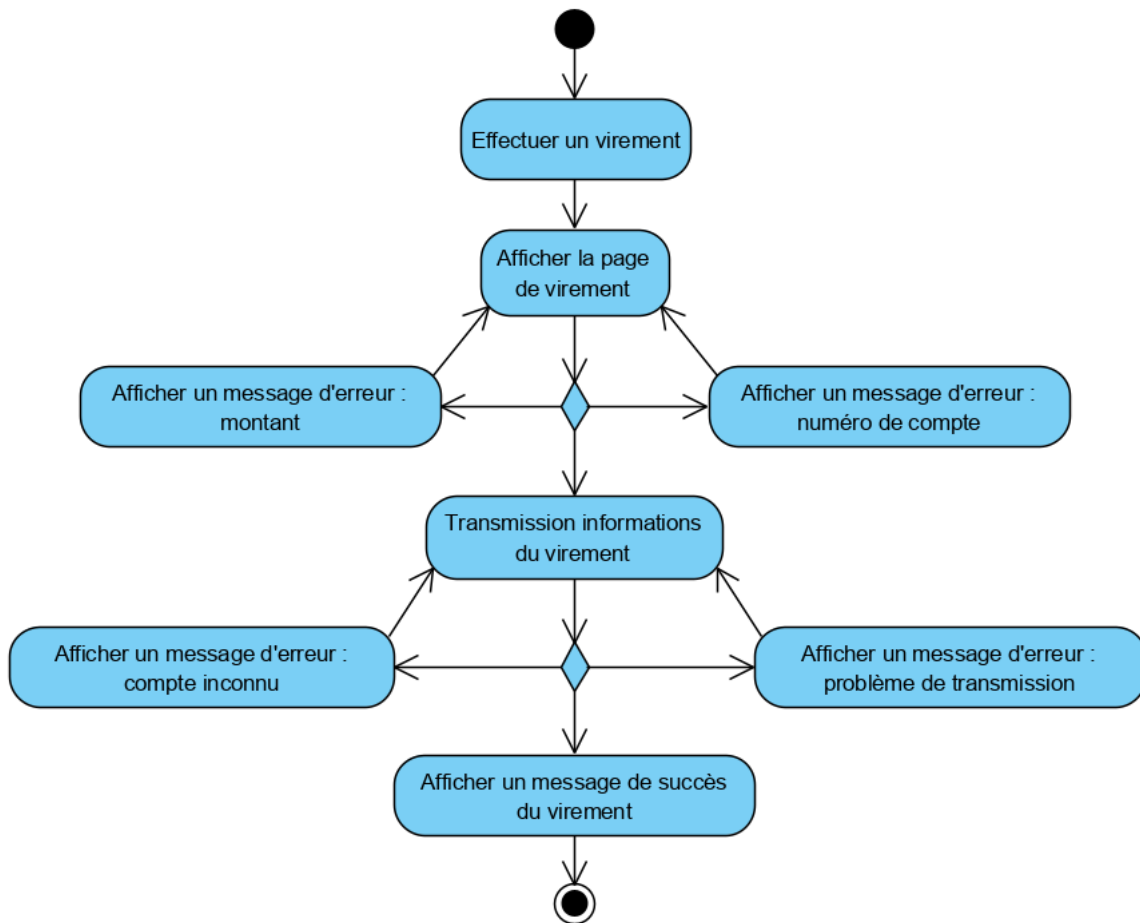 Effectuer un virement
Afficher la page
de virement
Afficher un message d'erreur :
montant
Afficher un message d'erreur :
numéro de compte
Transmission informations
du virement
Afficher un message d'erreur :
compte inconnu
Afficher un message d'erreur :
problème de transmission
Afficher un message de succès
du virement